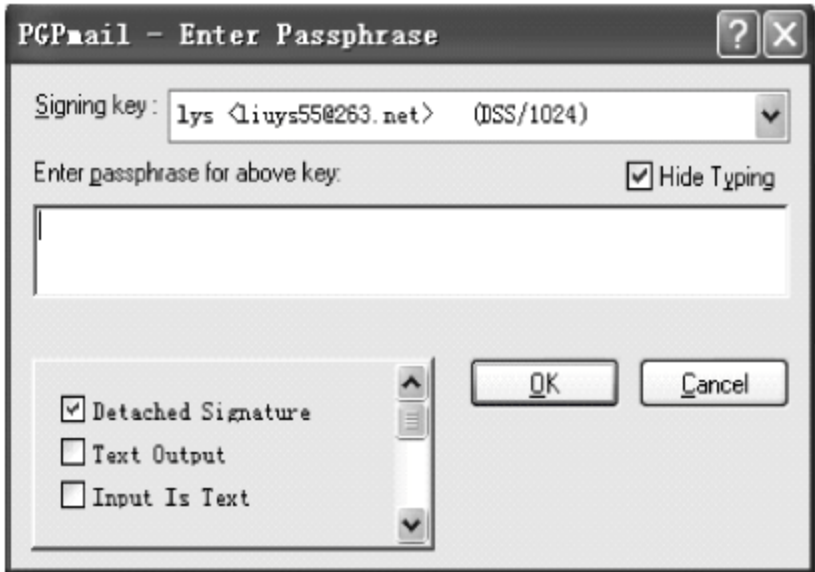 PGPmail - Enter Passphrase
Signing key : lys <liuys55@263.net> (DSS/1024)
Enter passphrase for above key: Hide Typing
Detached Signature
Text Output
Input Is Text
OK Cancel